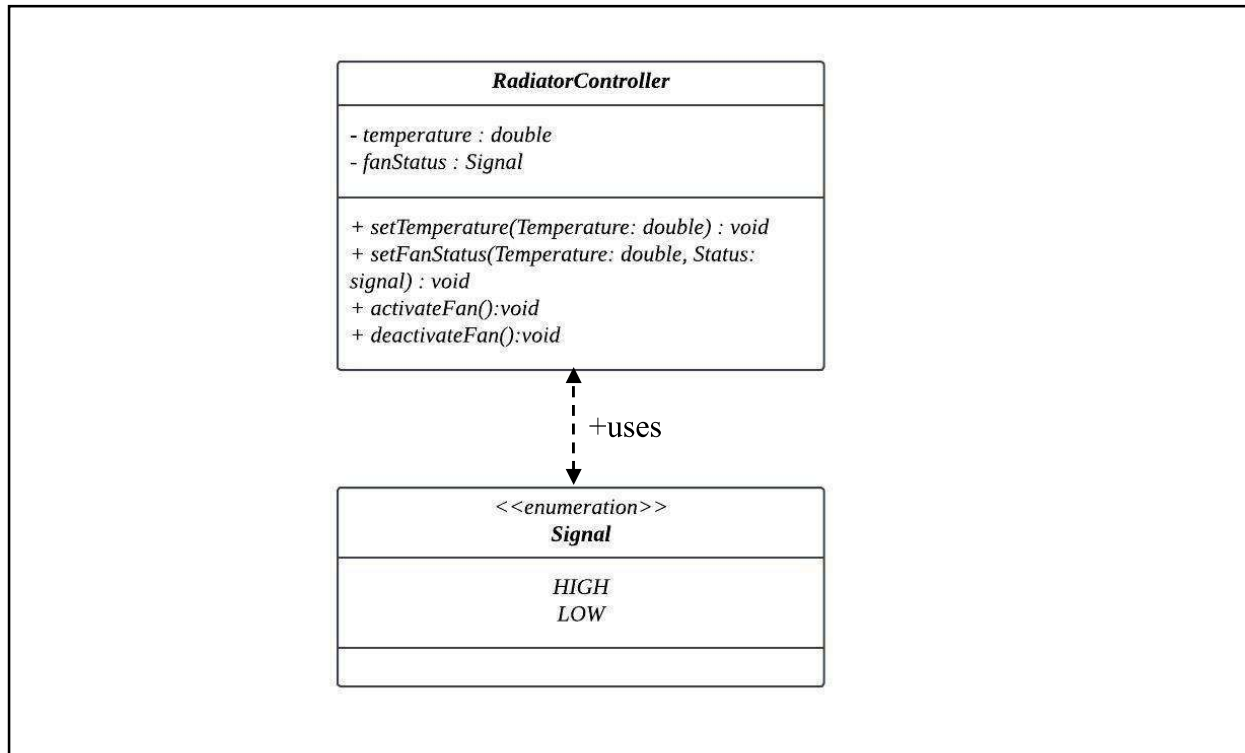 RadiatorController
- temperature : double
- fanStatus : Signal
+ setTemperature(Temperature: double) : void
+ setFanStatus(Temperature: double, Status:
signal) : void
+ activateFan():void
+ deactivateFan():void
+uses
<<enumeration>>
Signal
HIGH
LOW